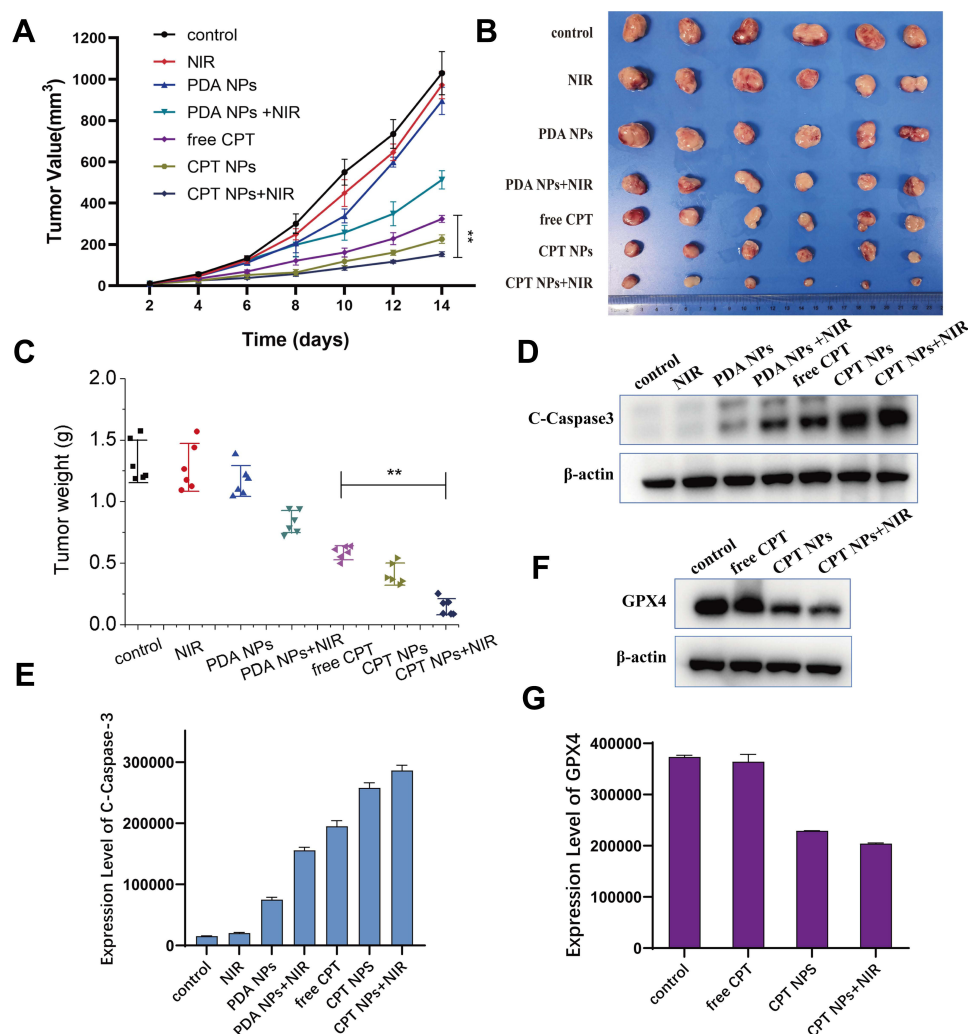 A
control
NIR
PDA NPs
PDA NPs +NIR
free CPT
CPT NPs
CPT NPs+NIR
1200
1000
800
600
400
200
0
Tumor Value(mm³)
**
2 4 6 8 10 12 14
Time (days)
B
control
NIR
PDA NPs
PDA NPs+NIR
free CPT
CPT NPs
CPT NPs+NIR
C
2.0
1.5
1.0
0.5
0.0
Tumor weight (g)
**
control NIR PDA NPs PDA NPs+NIR free CPT CPT NPs CPT NPs+NIR
D
control NIR PDA NPs PDA NPs +NIR free CPT CPT NPs CPT NPs+NIR
C-Caspase3
β-actin
F
control free CPT CPT NPs CPT NPs+NIR
GPX4
β-actin
E
Expression Level of C-Caspase-3
300000
200000
100000
0
control NIR PDA NPs PDA NPs+NIR free CPT CPT NPS CPT NPs+NIR
G
Expression Level of GPX4
400000
300000
200000
100000
0
control free CPT CPT NPS CPT NPs+NIR